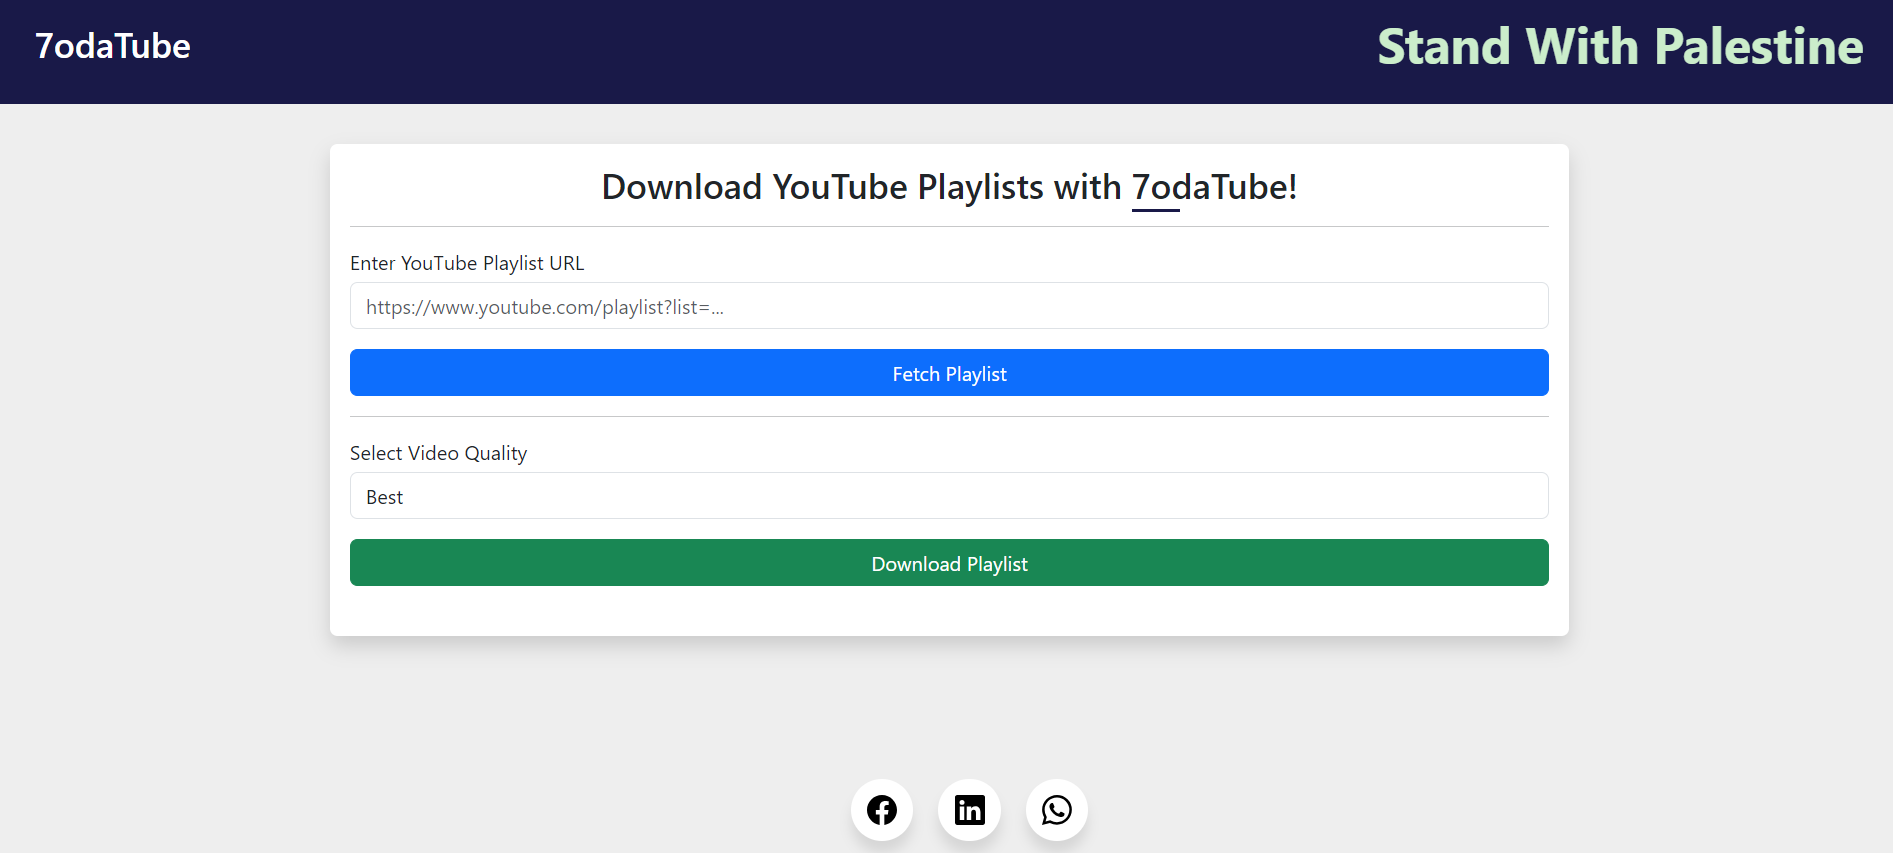 7odaTube
Stand With Palestine
Download YouTube Playlists with 7odaTube!
Enter YouTube Playlist URL
https://www.youtube.com/playlist?list=...
Fetch Playlist
Select Video Quality
Best
Download Playlist